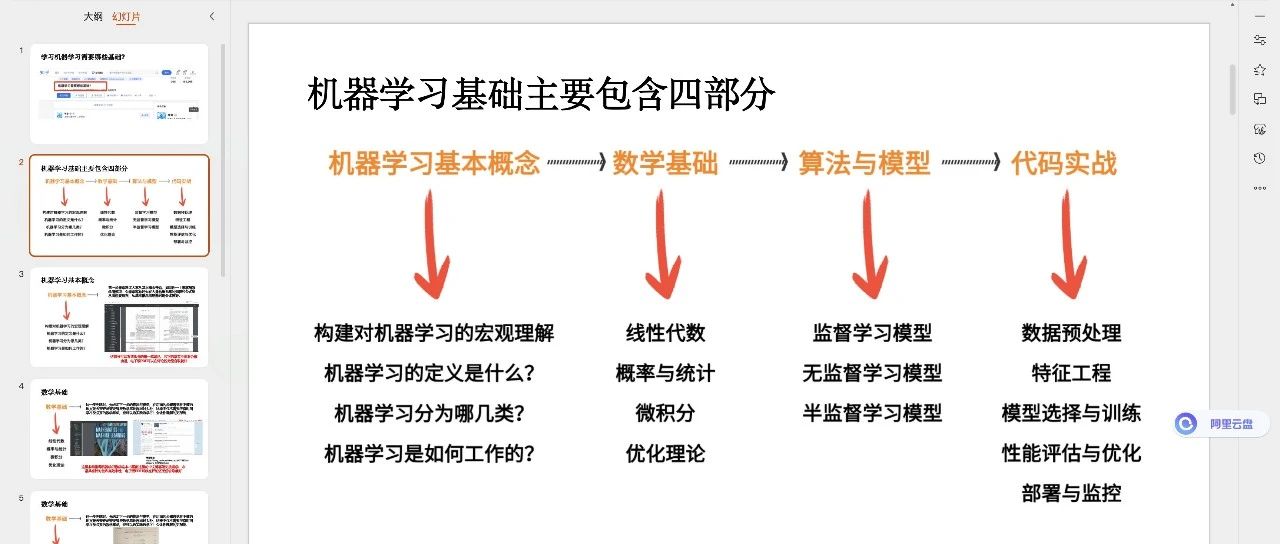 大纲 幻灯片
1
学习机器学习需要哪些基础?
2
机器学习基础主要包含四部分
机器学习基本概念 数学基础 算法与模型 代码实战
构建对机器学习的宏观理解 线性代数 监督学习模型 数据预处理
机器学习的定义是什么? 概率与统计 无监督学习模型 特征工程
机器学习分为哪几类? 微积分 半监督学习模型 模型选择与训练
机器学习是如何工作的? 优化理论 性能评估与优化
部署与监控
3
机器学习基本概念
机器学习基本概念
构建对机器学习的宏观理解
机器学习的定义是什么?
机器学习分为哪几类?
机器学习是如何工作的?
4
数学基础
数学基础
线性代数
概率与统计
微积分
优化理论
5
数学基础
数学基础
机器学习基础主要包含四部分
机器学习基本概念 数学基础 算法与模型 代码实战
构建对机器学习的宏观理解 线性代数 监督学习模型 数据预处理
机器学习的定义是什么? 概率与统计 无监督学习模型 特征工程
机器学习分为哪几类? 微积分 半监督学习模型 模型选择与训练
机器学习是如何工作的? 优化理论 性能评估与优化
部署与监控
阿里云盘